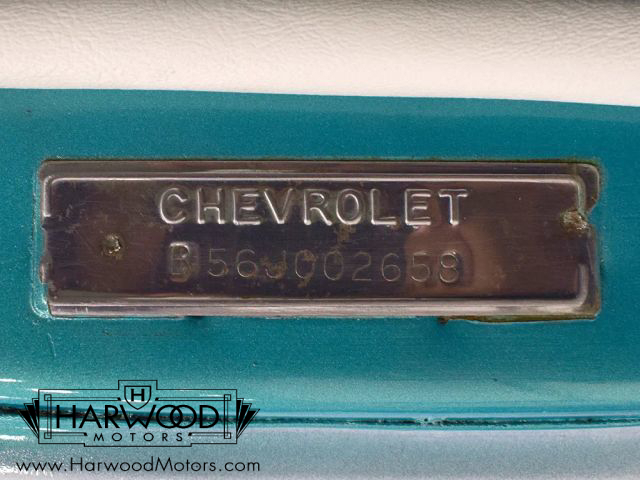 CHEVROLET
B56J002658
H
HARWOOD
MOTORS
www.HarwoodMotors.com